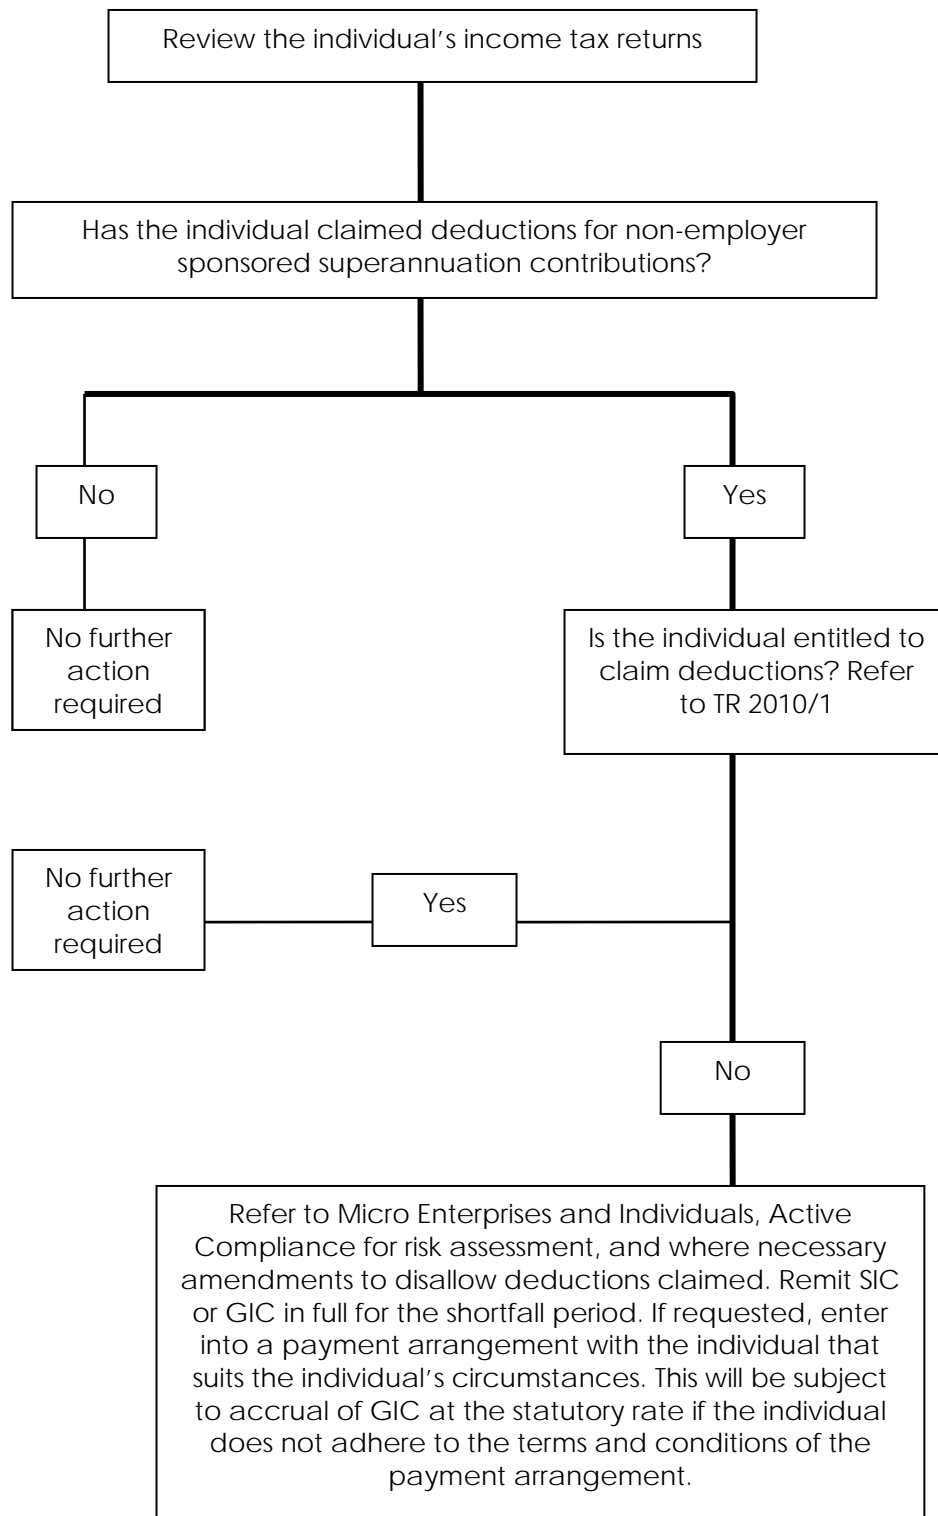 Review the individual's income tax returns
Has the individual claimed deductions for non-employer
sponsored superannuation contributions?
No
Yes
No further
action
required
Is the individual entitled to
claim deductions? Refer
to TR 2010/1
No further
action
required
Yes
No
Refer to Micro Enterprises and Individuals, Active
Compliance for risk assessment, and where necessary
amendments to disallow deductions claimed. Remit SIC
or GIC in full for the shortfall period. If requested, enter
into a payment arrangement with the individual that
suits the individual's circumstances. This will be subject
to accrual of GIC at the statutory rate if the individual
does not adhere to the terms and conditions of the
payment arrangement.